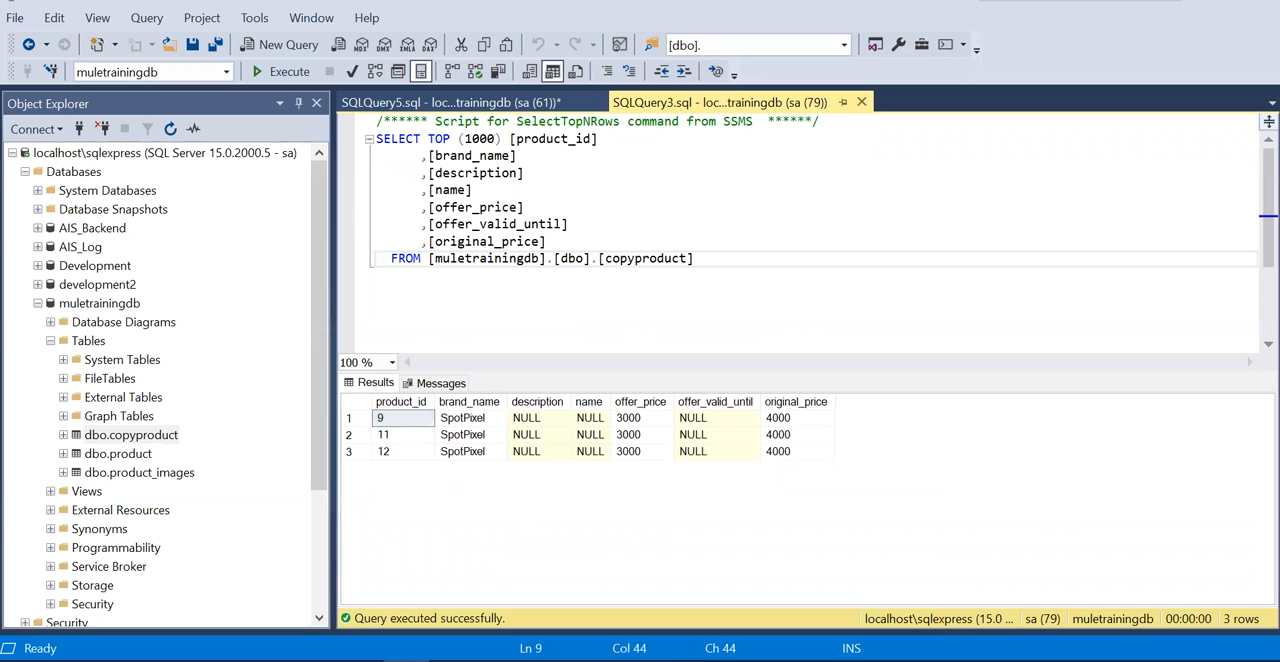 File Edit View Query Project Tools Window Help
New Query MDX DMX XMLA DAX [dbo].
muletrainingdb Execute
Object Explorer
SQLQuery5.sql - loc...trainingdb (sa (61))*
SQLQuery3.sql - loc...trainingdb (sa (79))
Connect
localhost\sqlexpress (SQL Server 15.0.2000.5 - sa)
Databases
System Databases
Database Snapshots
AIS_Backend
AIS_Log
Development
development2
muletrainingdb
Database Diagrams
Tables
System Tables
FileTables
External Tables
Graph Tables
dbo.copyproduct
dbo.product
dbo.product_images
Views
External Resources
Synonyms
Programmability
Service Broker
Storage
Security
Security
/****** Script for SelectTopNRows command from SSMS  ******/
SELECT TOP (1000) [product_id]
,[brand_name]
,[description]
,[name]
,[offer_price]
,[offer_valid_until]
,[original_price]
FROM [muletrainingdb].[dbo].[copyproduct]
100 %
Results Messages
product_id brand_name description name offer_price offer_valid_until original_price
1 9 SpotPixel NULL NULL 3000 NULL 4000
2 11 SpotPixel NULL NULL 3000 NULL 4000
3 12 SpotPixel NULL NULL 3000 NULL 4000
Query executed successfully. localhost\sqlexpress (15.0 ... sa (79) muletrainingdb 00:00:00 3 rows
Ready Ln 9 Col 44 Ch 44 INS